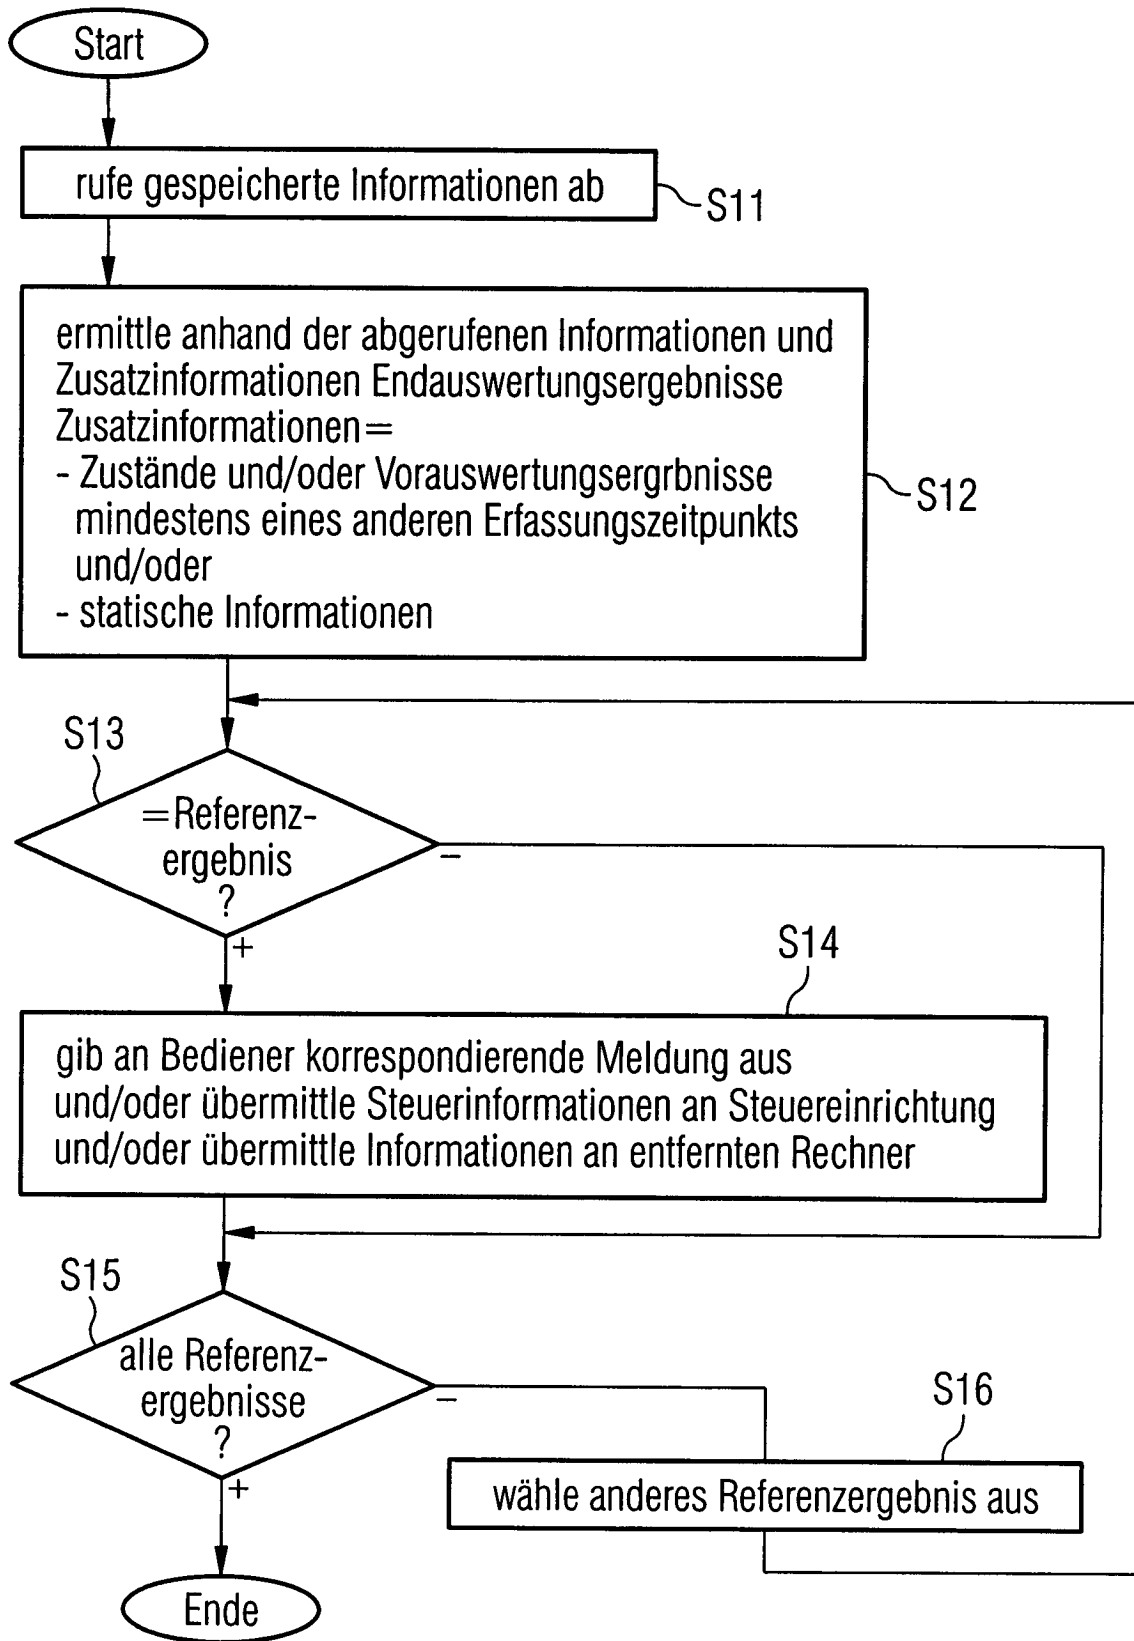 Start
rufe gespeicherte Informationen ab
S11
ermittle anhand der abgerufenen Informationen und
Zusatzinformationen Endauswertungsergebnisse
Zusatzinformationen=
- Zustände und/oder Vorauswertungsergrbnisse
mindestens eines anderen Erfassungszeitpunkts
und/oder
- statische Informationen
S12
S13
=Referenz-
ergebnis
?
–
+
S14
gib an Bediener korrespondierende Meldung aus
und/oder übermittle Steuerinformationen an Steuereinrichtung
und/oder übermittle Informationen an entfernten Rechner
S15
alle Referenz-
ergebnisse
?
–
+
S16
wähle anderes Referenzergebnis aus
Ende